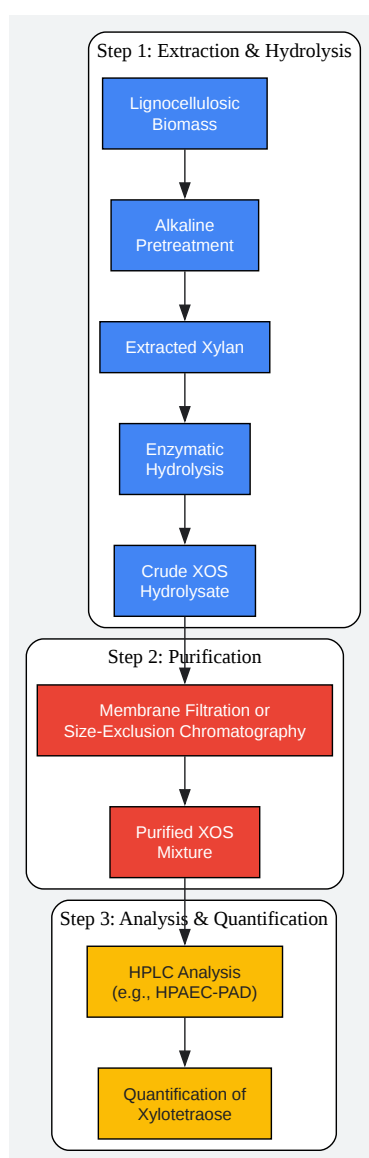 Step 1: Extraction & Hydrolysis
Lignocellulosic
Biomass
Alkaline
Pretreatment
Extracted Xylan
Enzymatic
Hydrolysis
Crude XOS
Hydrolysate
Step 2: Purification
Membrane Filtration or
Size-Exclusion Chromatography
Purified XOS
Mixture
Step 3: Analysis & Quantification
HPLC Analysis
(e.g., HPAEC-PAD)
Quantification of
Xylotetraose